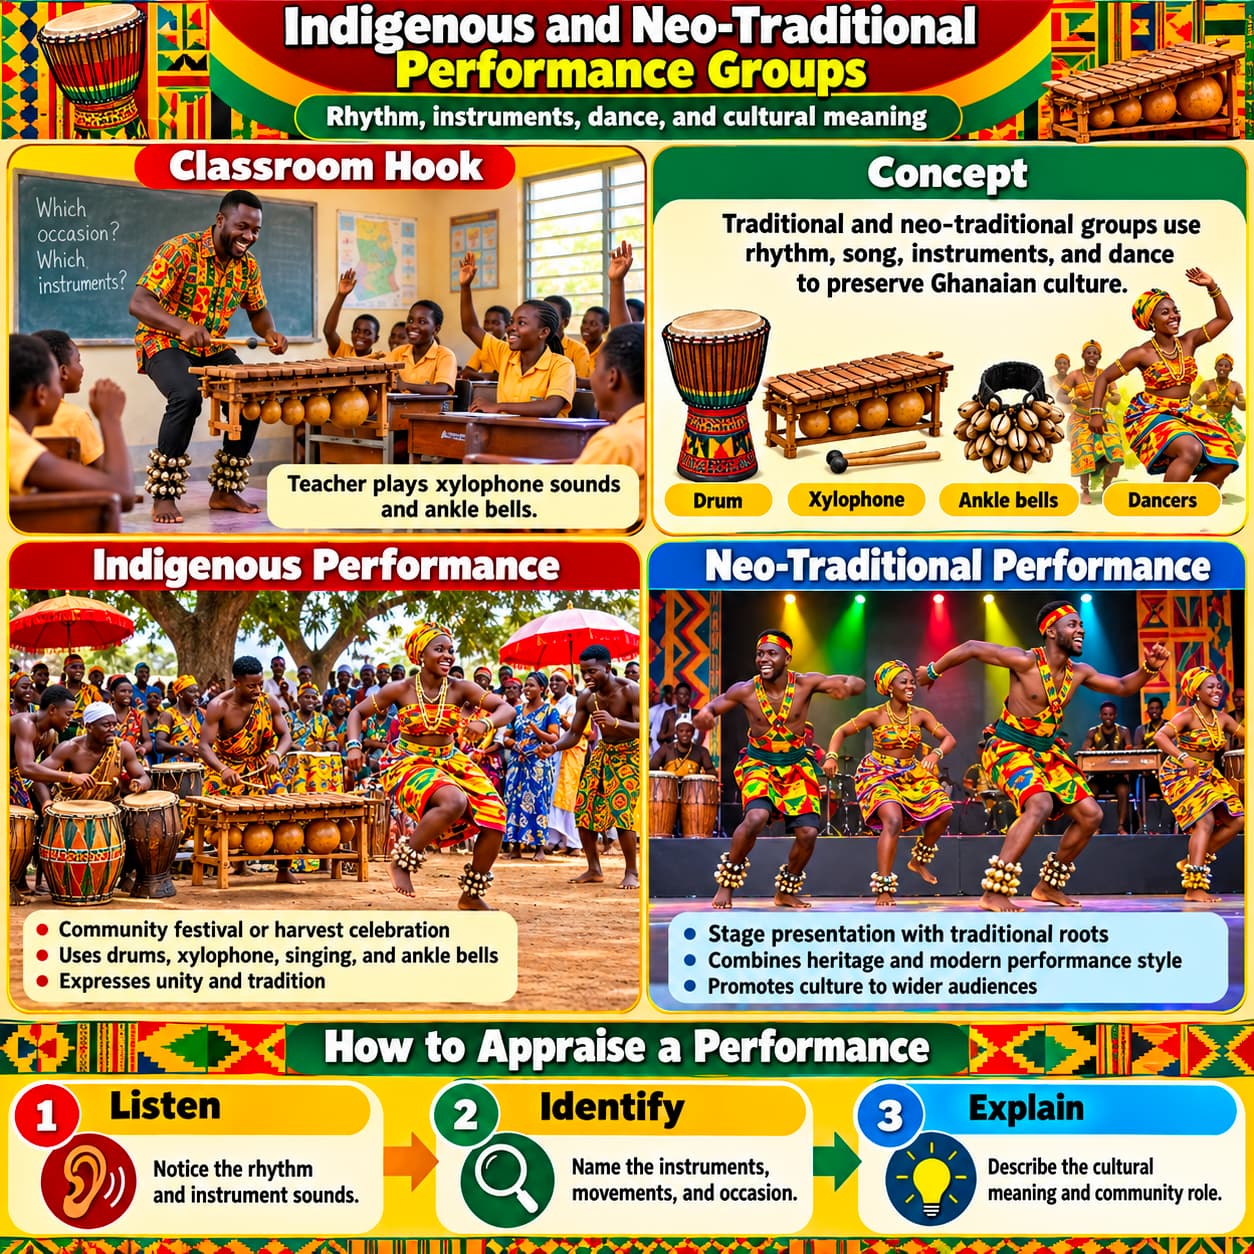 Indigenous and Neo-Traditional
Performance Groups
Rhythm, instruments, dance, and cultural meaning
Classroom Hook
Which
occasion?
Which
instruments?
Teacher plays xylophone sounds
and ankle bells.
Concept
Traditional and neo-traditional groups use
rhythm, song, instruments, and dance
to preserve Ghanaian culture.
Drum
Xylophone
Ankle bells
Dancers
Indigenous Performance
• Community festival or harvest celebration
• Uses drums, xylophone, singing, and ankle bells
• Expresses unity and tradition
Neo-Traditional Performance
• Stage presentation with traditional roots
• Combines heritage and modern performance style
• Promotes culture to wider audiences
How to Appraise a Performance
1
Listen
Notice the rhythm
and instrument sounds.
2
Identify
Name the instruments,
movements, and occasion.
3
Explain
Describe the cultural
meaning and community role.